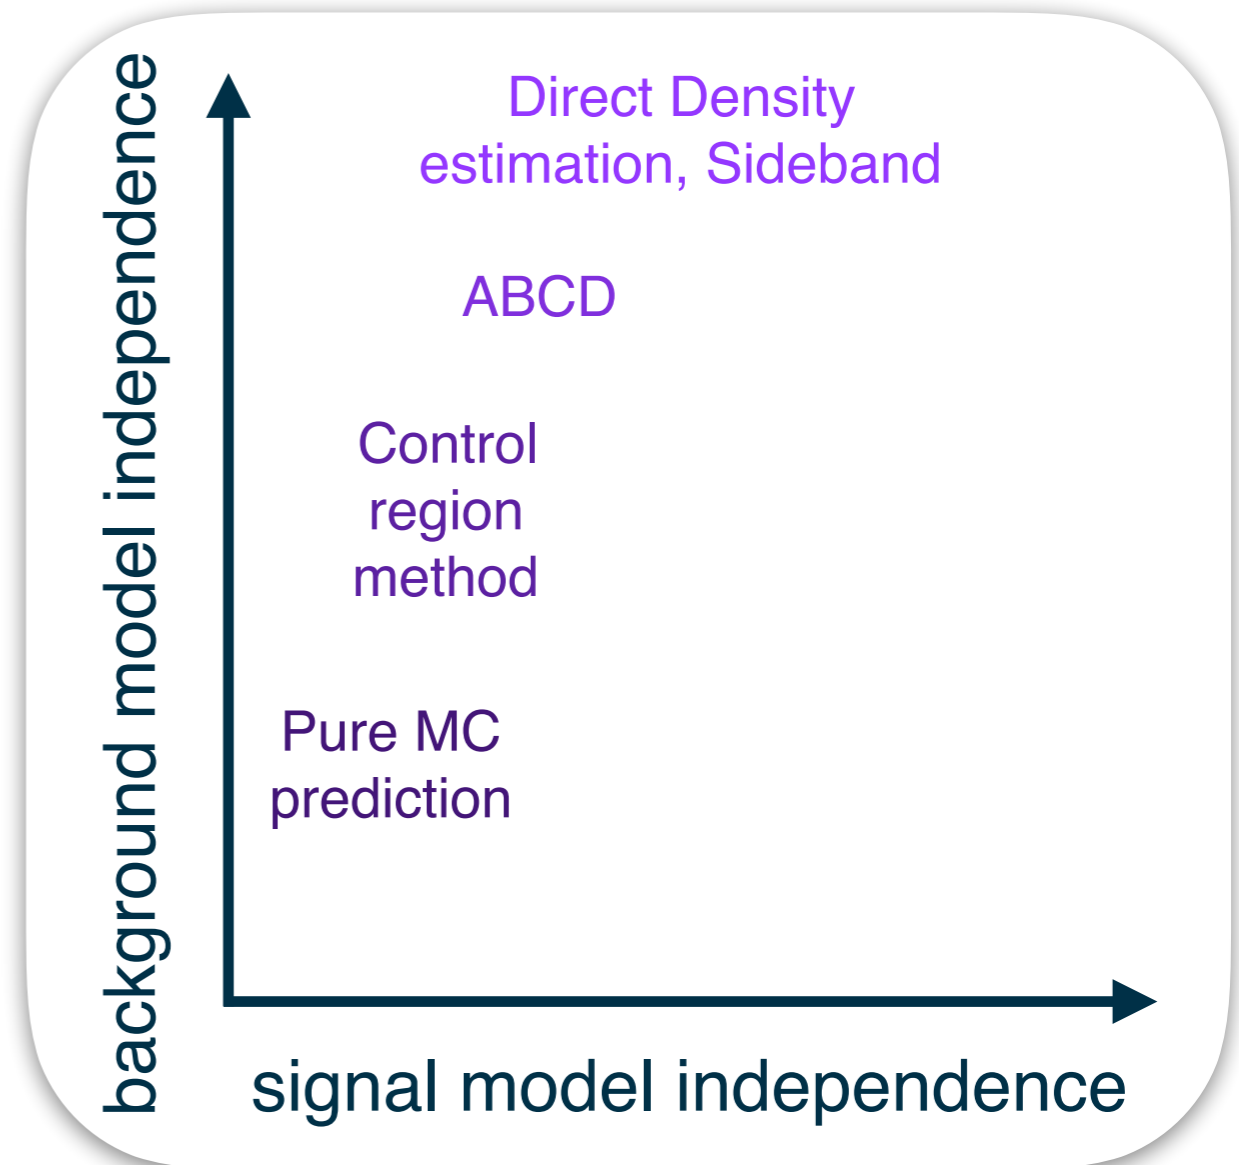 background model independence
Direct Density
estimation, Sideband
ABCD
Control
region
method
Pure MC
prediction
signal model independence